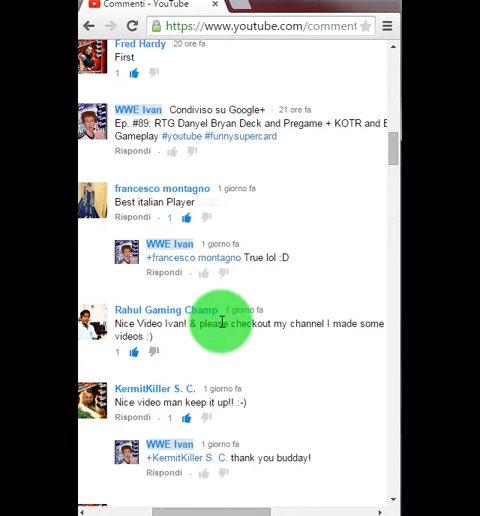 Commenti - YouTube
https://www.youtube.com/comment
Fred Hardy 20 ore fa
First
1
WWE Ivan Condiviso su Google+ · 21 ore fa
Ep. #89: RTG Danyel Bryan Deck and Pregame + KOTR and E
Gameplay #youtube #funnysupercard
Rispondi ·
francesco montagno 1 giorno fa
Best italian Player
Rispondi · 1
WWE Ivan 1 giorno fa
+francesco montagno True lol :D
Rispondi ·
Rahul Gaming Champ 1 giorno fa
Nice Video Ivan! & please checkout my channel I made some
videos :)
1
KermitKiller S. C. 1 giorno fa
Nice video man keep it up!! :-)
Rispondi · 1
WWE Ivan 1 giorno fa
+KermitKiller S. C. thank you budday!
Rispondi ·